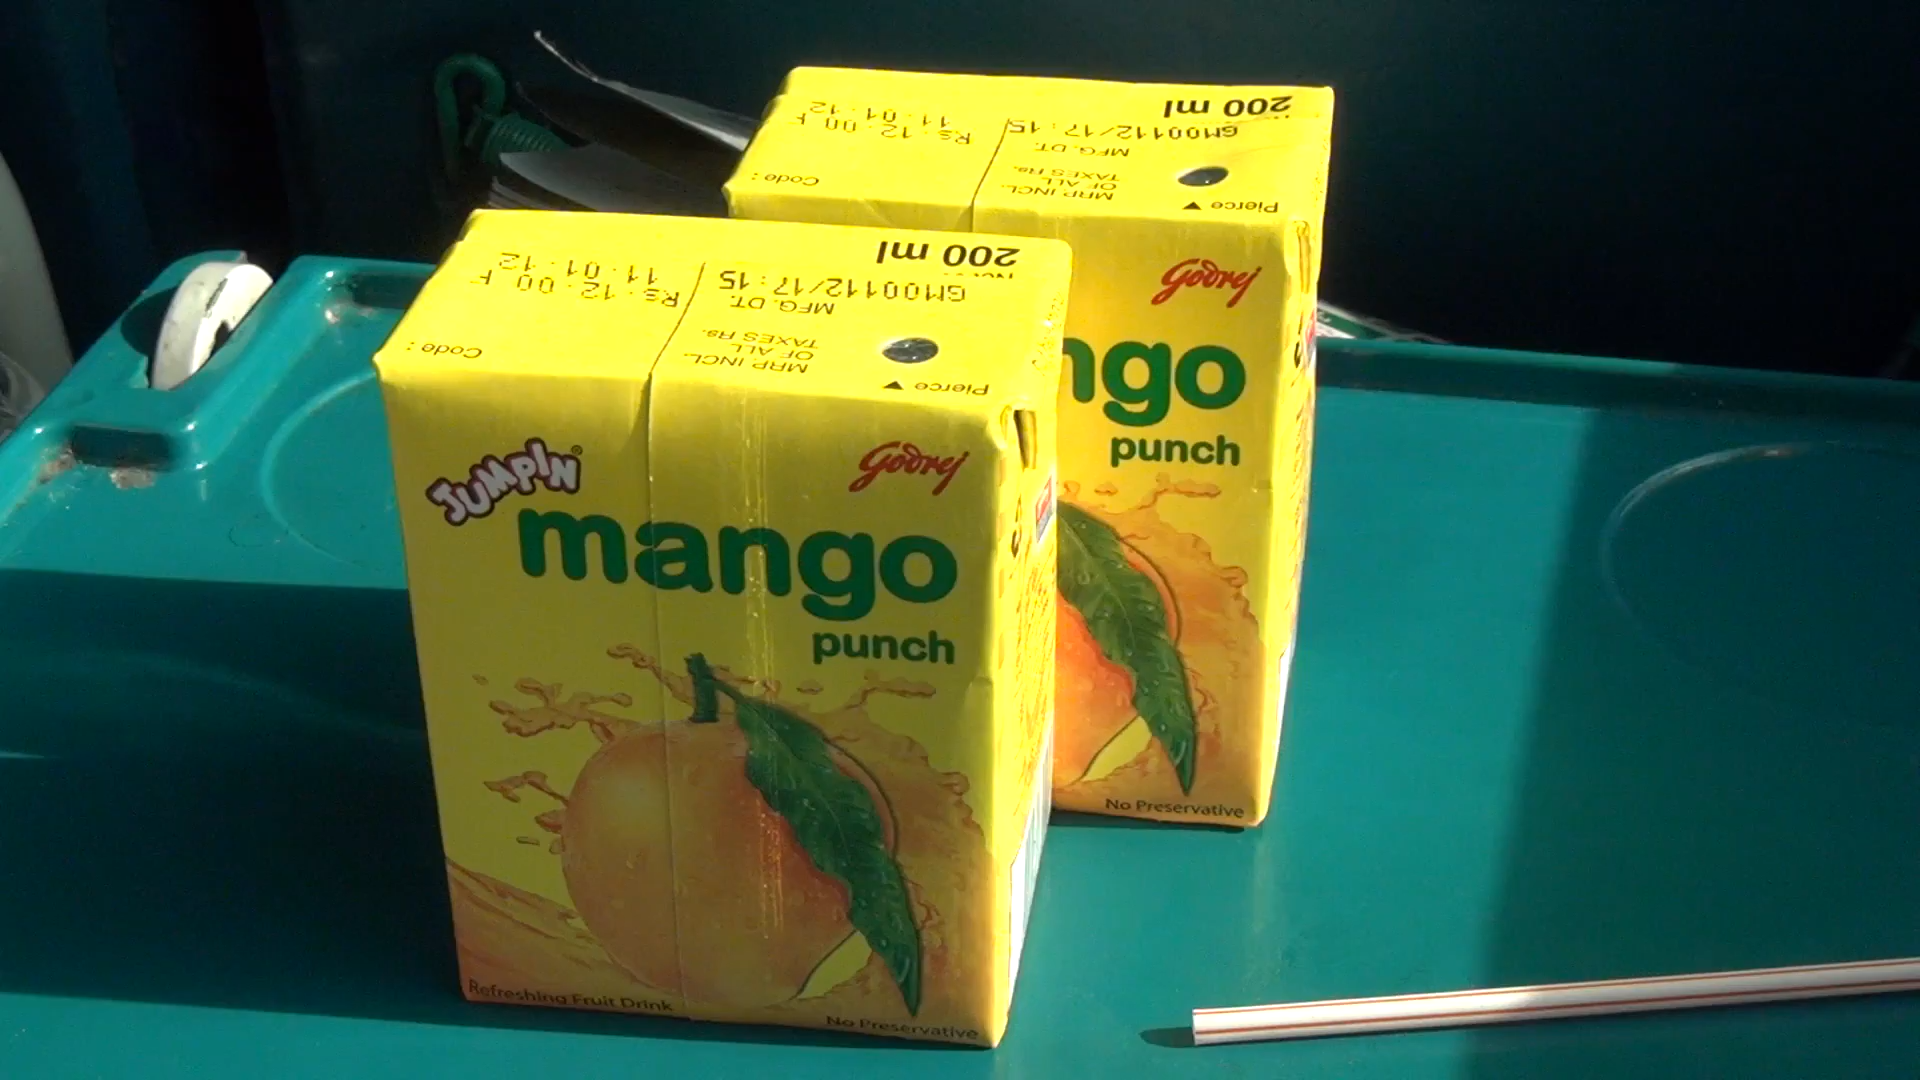 200 ml
GM00112/17:15
MFG. DT.
Rs.12.00 F
11.01.12
MRP INCL.
OF ALL
TAXES Rs.
Code :
Pierce
Godrej
ngo
punch
No Preservative
200 ml
GM00112/17:15
MFG. DT.
Rs.12.00 F
11.01.12
MRP INCL.
OF ALL
TAXES Rs.
Code :
Pierce
JUMPIN®
Godrej
mango
punch
Refreshing Fruit Drink
No Preservative